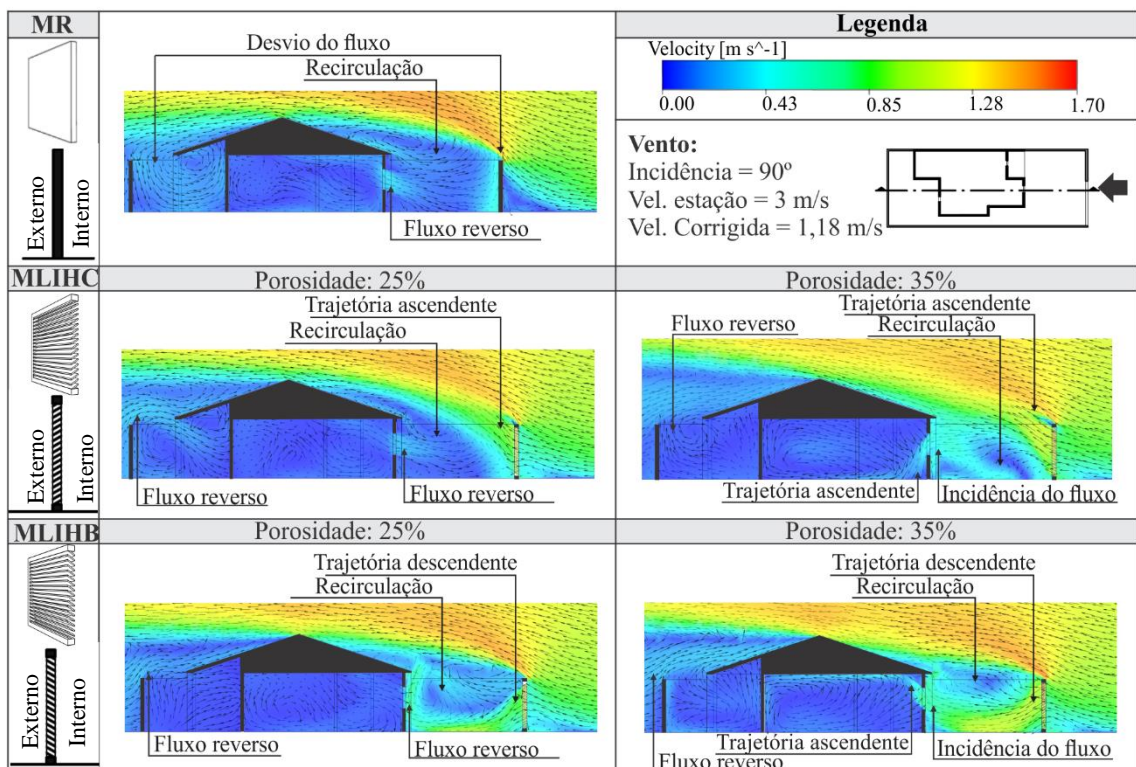 MR
Externo
Interno
Desvio do fluxo
Recirculação
Fluxo reverso
Legenda
Velocity [m s^-1]
0.00 0.43 0.85 1.28 1.70
Vento:
Incidência = 90º
Vel. estação = 3 m/s
Vel. Corrigida = 1,18 m/s
MLIHC
Externo
Interno
Porosidade: 25%
Trajetória ascendente
Recirculação
Fluxo reverso
Fluxo reverso
Porosidade: 35%
Trajetória ascendente
Fluxo reverso
Recirculação
Trajetória ascendente
Incidência do fluxo
MLIHB
Externo
Interno
Porosidade: 25%
Trajetória descendente
Recirculação
Fluxo reverso
Fluxo reverso
Porosidade: 35%
Trajetória descendente
Recirculação
Trajetória ascendente
Incidência do fluxo
Fluxo reverso